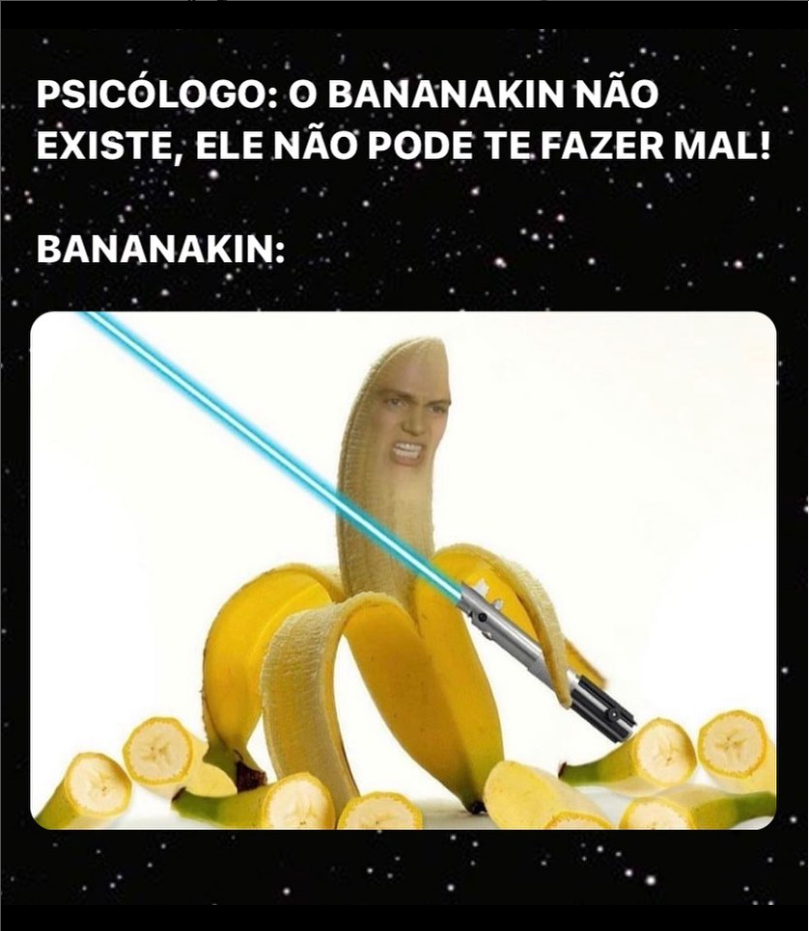 PSICÓLOGO: O BANANAKIN NÃO
EXISTE, ELE NÃO PODE TE FAZER MAL!
BANANAKIN: